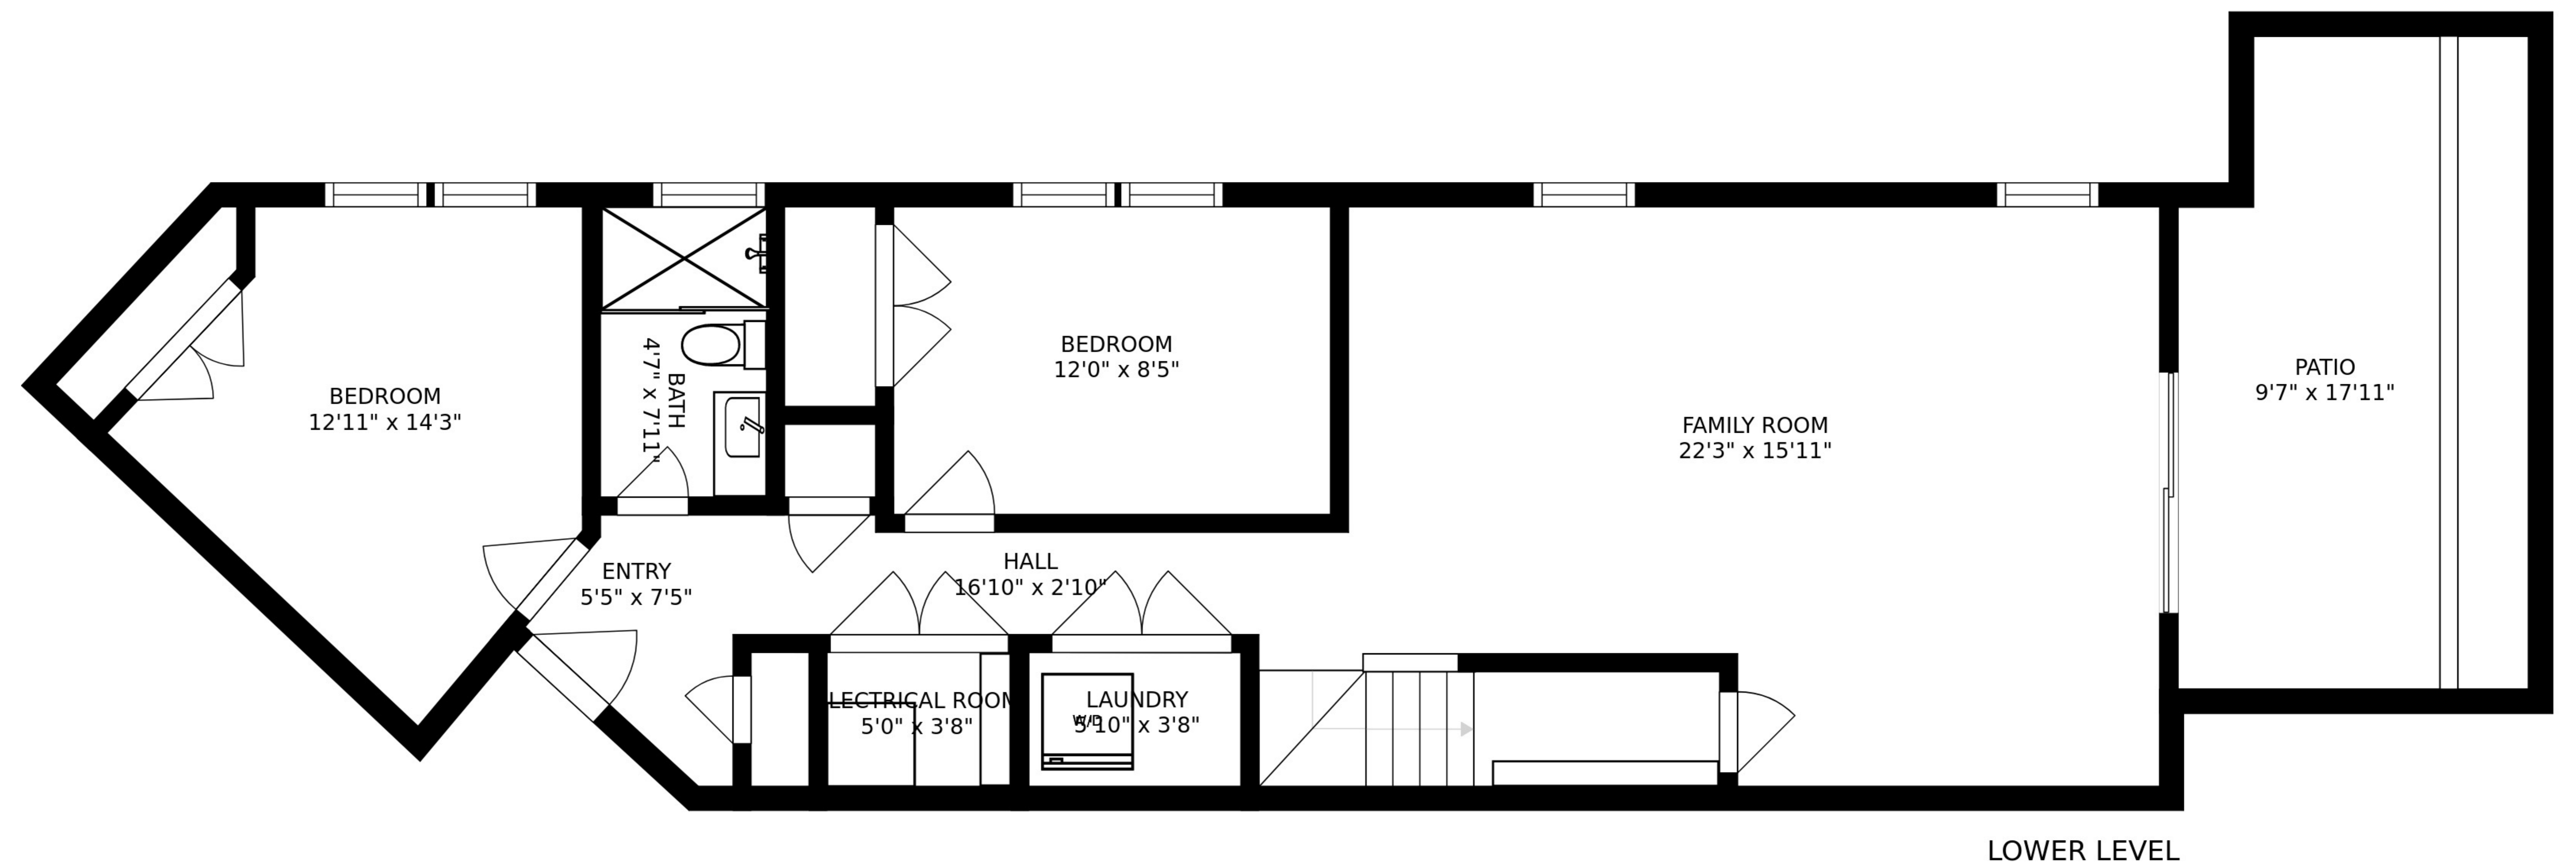 BEDROOM
12'11" x 14'3"
BATH
4'7" x 7'11"
BEDROOM
12'0" x 8'5"
FAMILY ROOM
22'3" x 15'11"
PATIO
9'7" x 17'11"
ENTRY
5'5" x 7'5"
HALL
16'10" x 2'10"
LECTRICAL ROOM
5'0" x 3'8"
LAUNDRY
5'10" x 3'8"
W/D
LOWER LEVEL